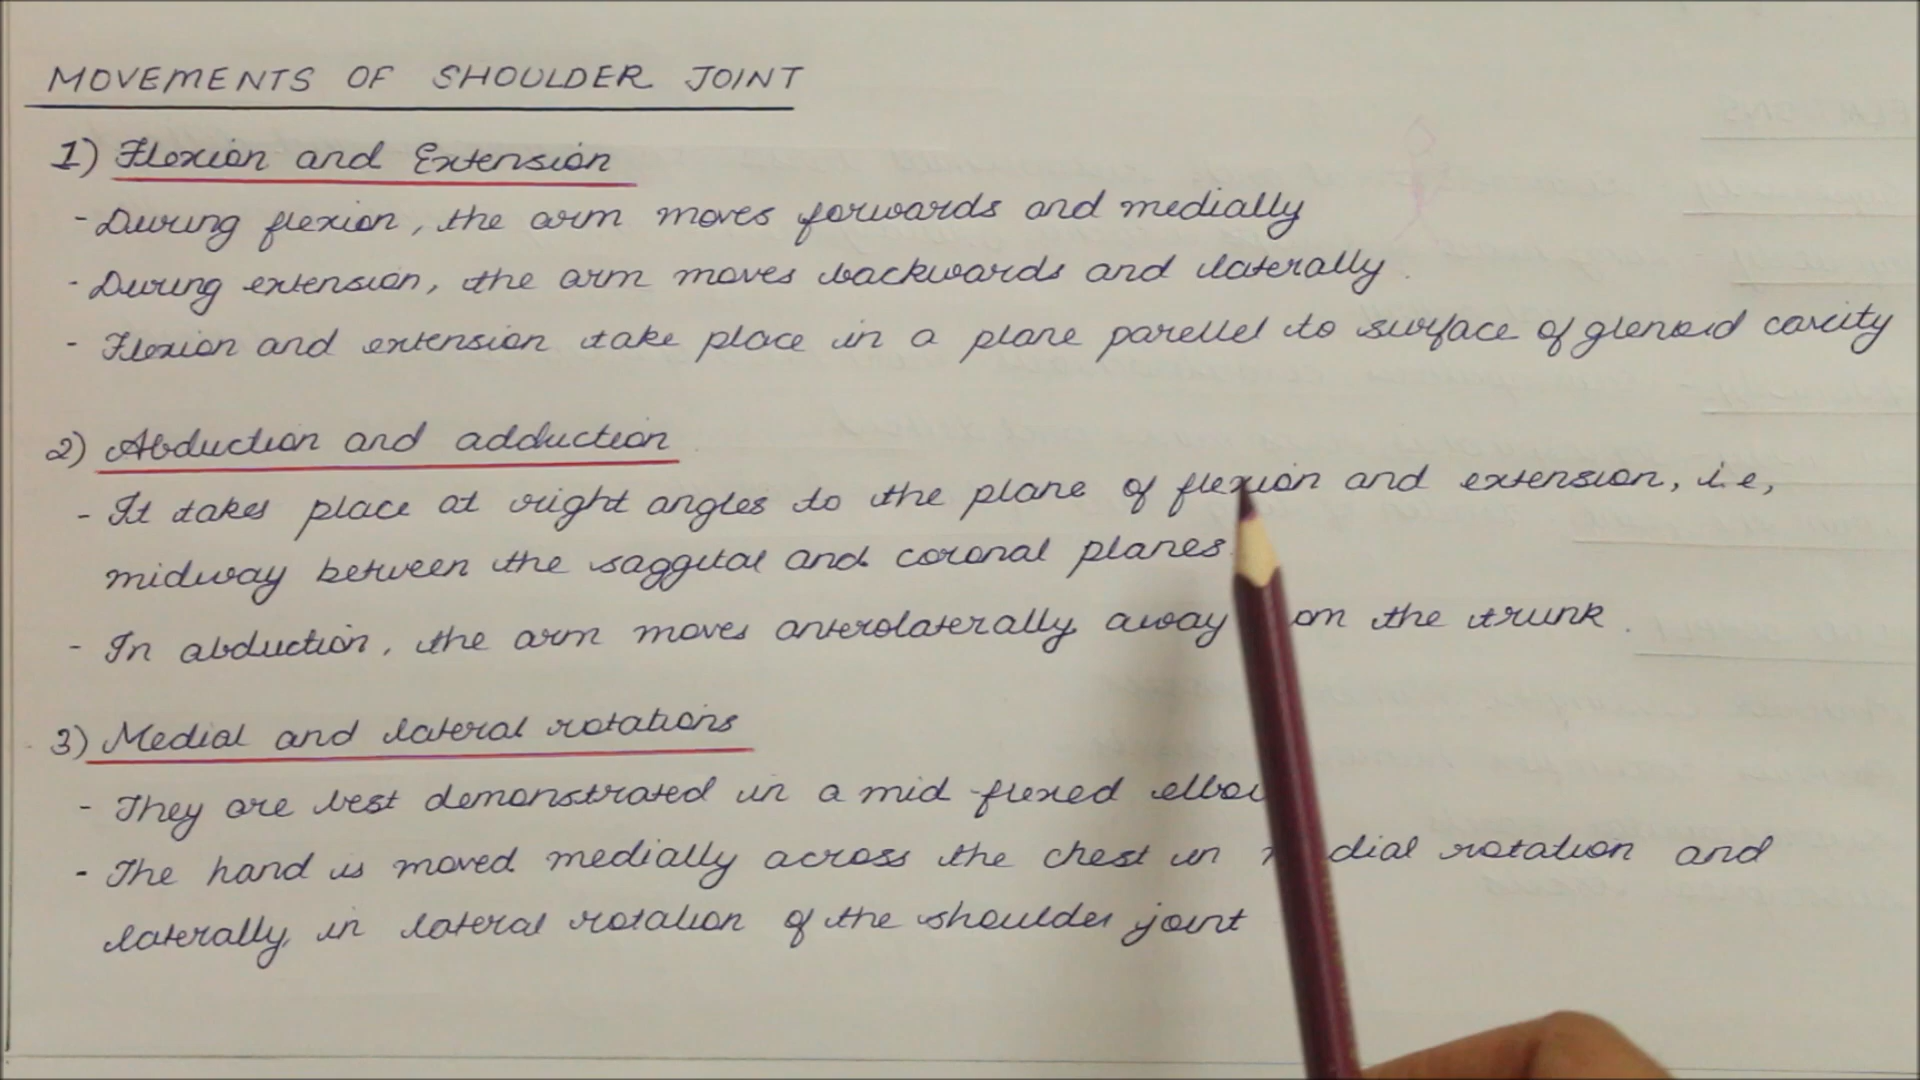 MOVEMENTS OF SHOULDER JOINT
1) Flexion and Extension
- During flexion, the arm moves forwards and medially
- During extension, the arm moves backwards and laterally.
- Flexion and extension take place in a plane parellel to surface of glenoid cavity
2) Abduction and adduction
- It takes place at right angles to the plane of flexion and extension, i.e,
midway between the saggital and coronal planes.
- In abduction, the arm moves anterolaterally away om the trunk.
3) Medial and lateral rotations
- They are best demonstrated in a mid-flexed elbo
- The hand is moved medially across the chest in dial rotation and
laterally in lateral rotation of the shoulder joint